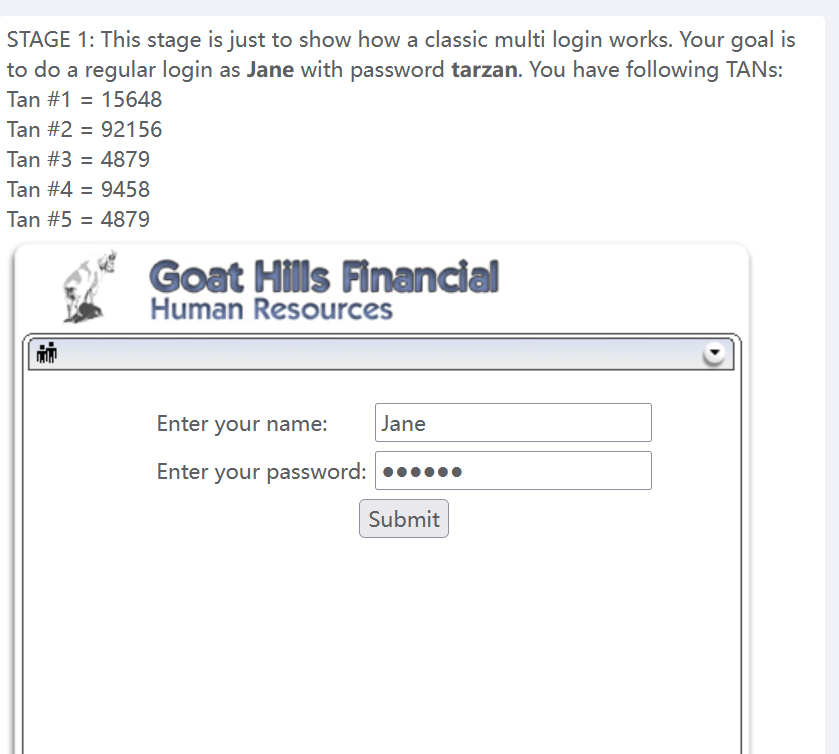 STAGE 1: This stage is just to show how a classic multi login works. Your goal is
to do a regular login as Jane with password tarzan. You have following TANs:
Tan #1 = 15648
Tan #2 = 92156
Tan #3 = 4879
Tan #4 = 9458
Tan #5 = 4879
Goat Hills Financial
Human Resources
Enter your name: Jane
Enter your password: ●●●●●●
Submit